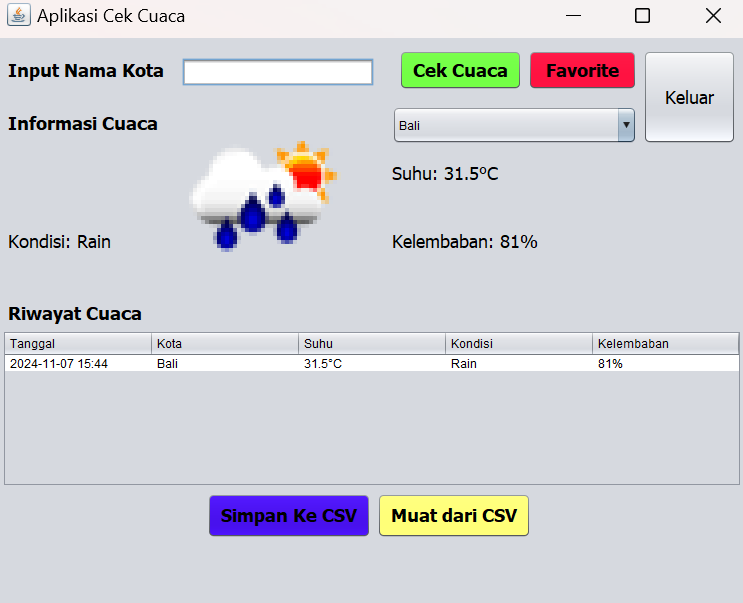 Aplikasi Cek Cuaca
Input Nama Kota
Cek Cuaca
Favorite
Keluar
Informasi Cuaca
Bali
Suhu: 31.5°C
Kondisi: Rain
Kelembaban: 81%
Riwayat Cuaca
Tanggal Kota Suhu Kondisi Kelembaban
2024-11-07 15:44 Bali 31.5°C Rain 81%
Simpan Ke CSV
Muat dari CSV